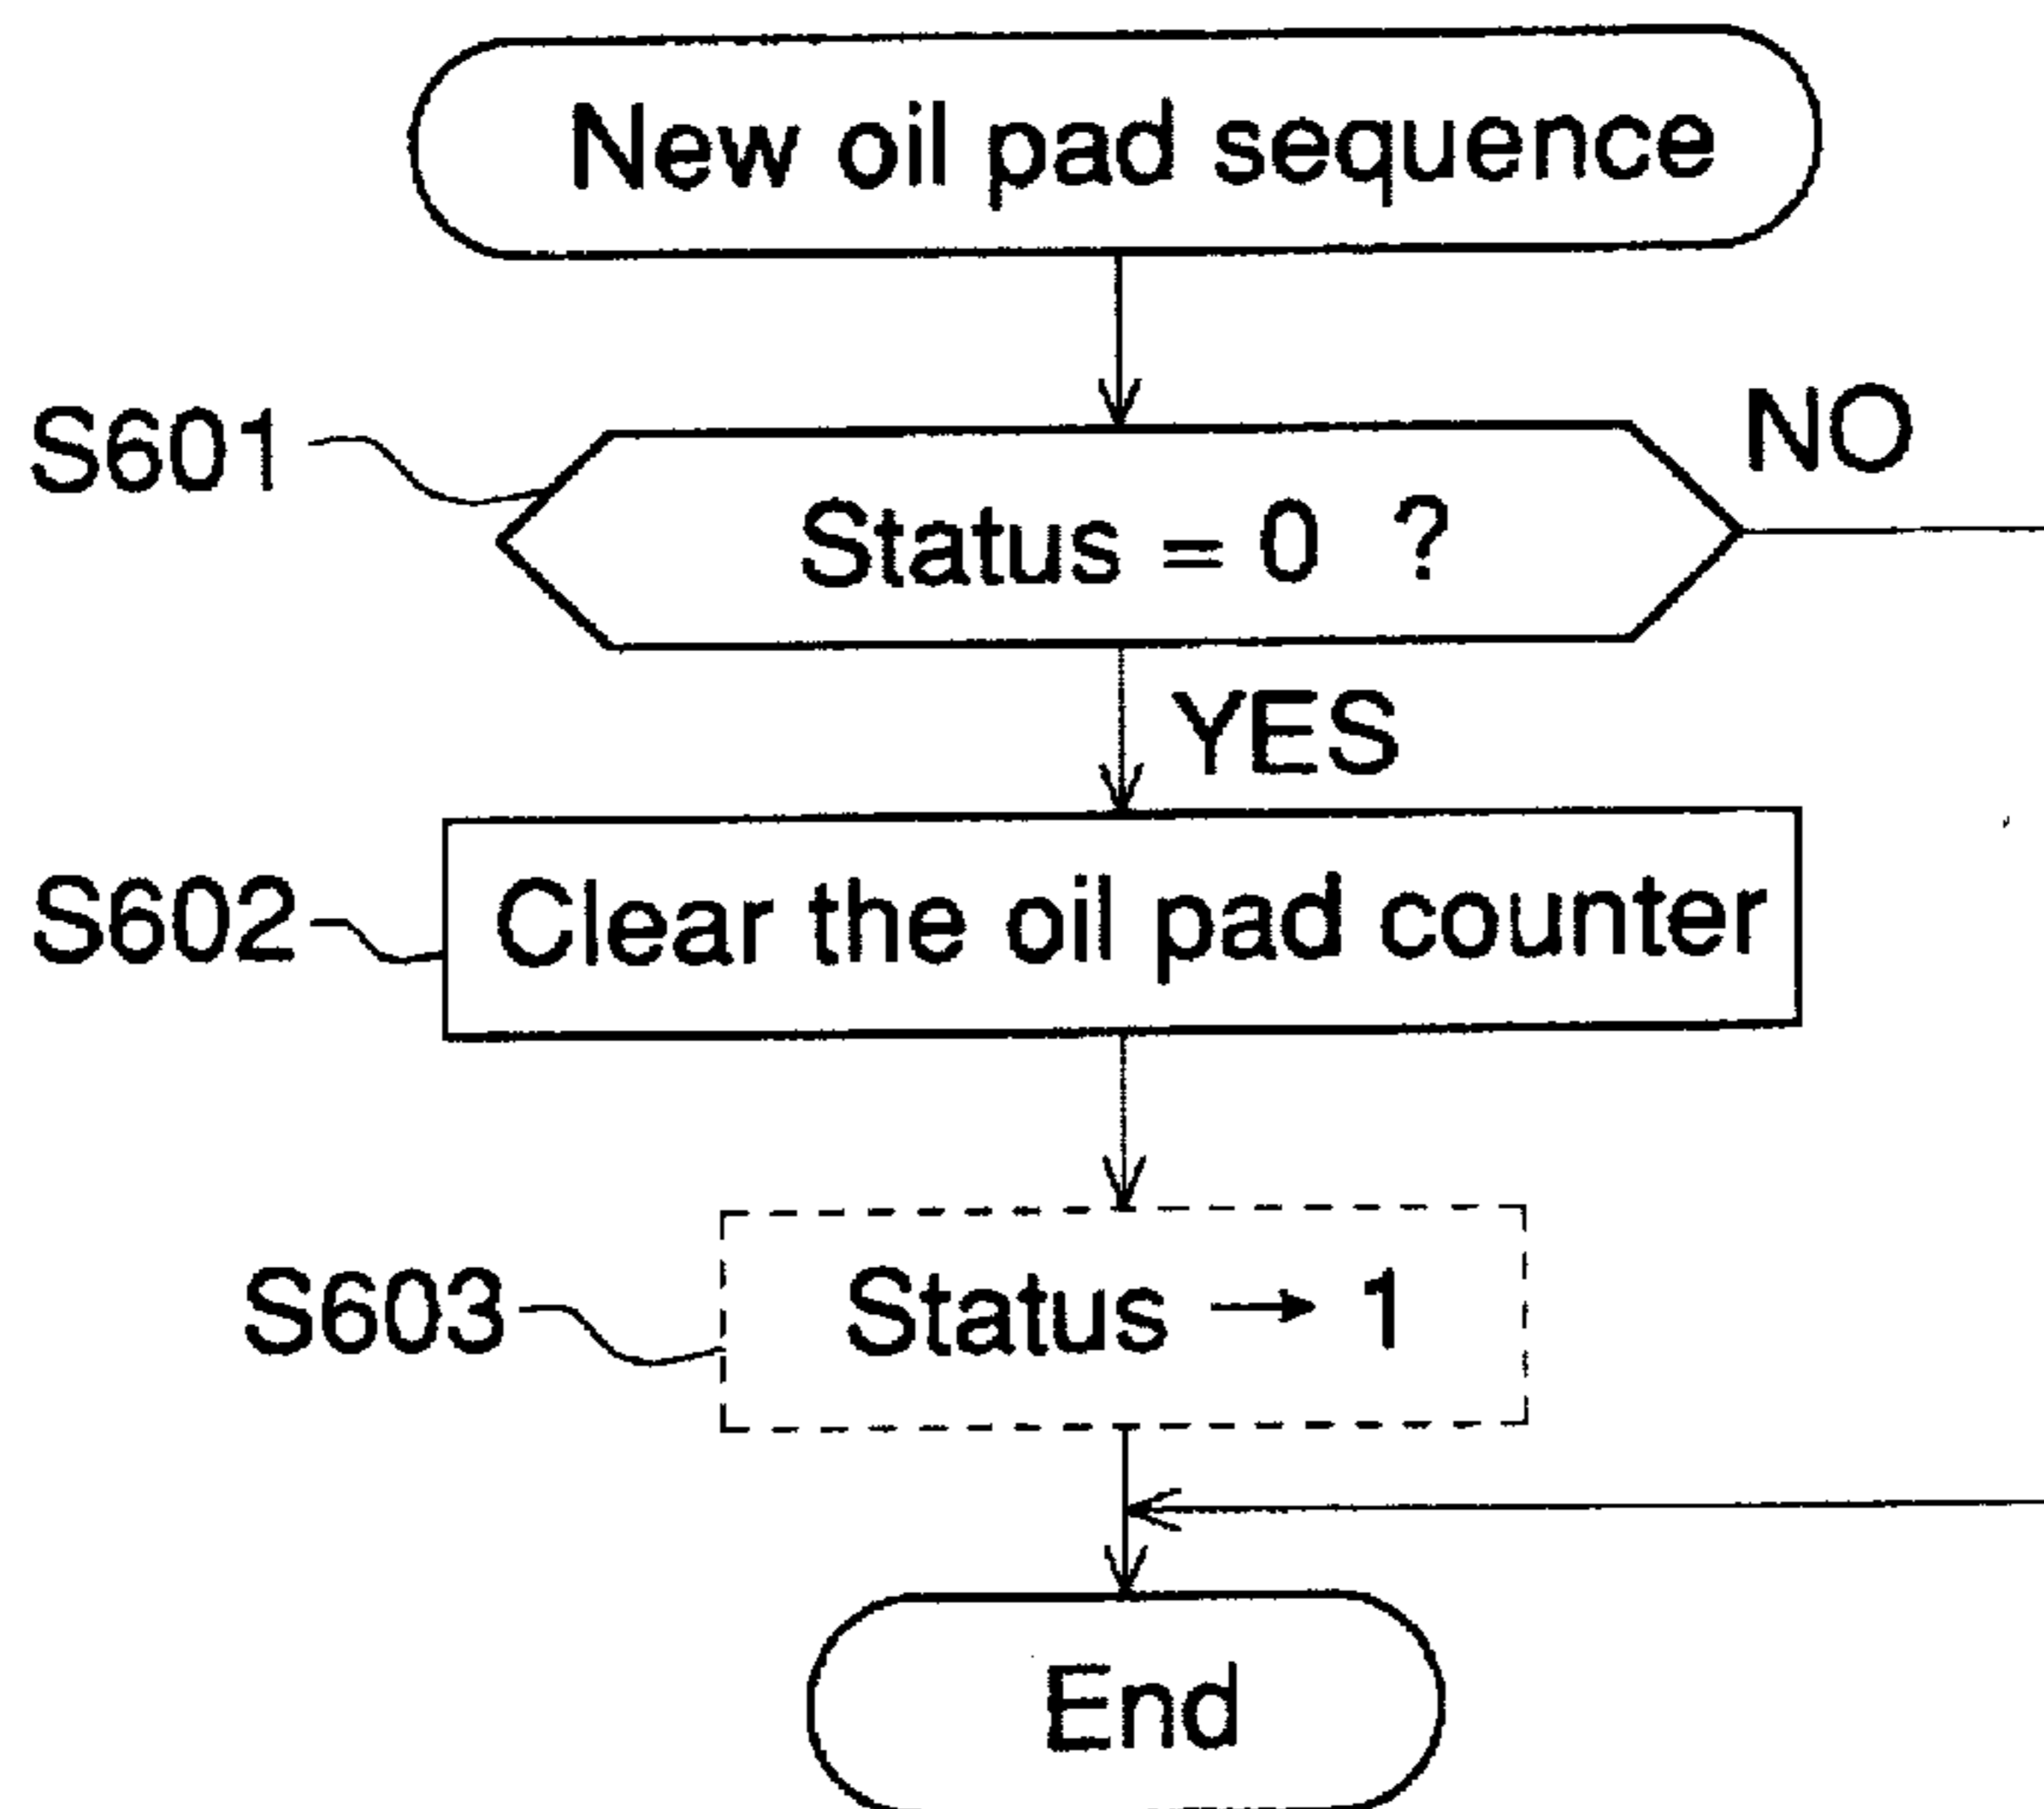 New oil pad sequence
S601
NO
Status = 0 ?
YES
S602
Clear the oil pad counter
S603
Status → 1
End